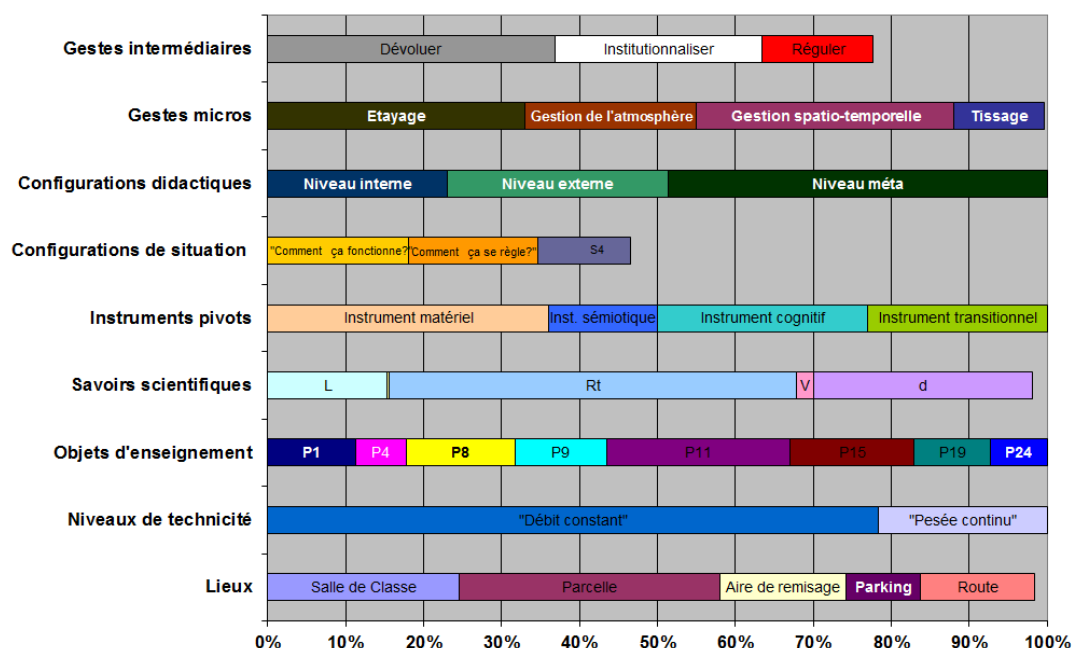 Gestes intermédiaires
Dévoluer
Institutionnaliser
Réguler
Gestes micros
Etayage
Gestion de l'atmosphère
Gestion spatio-temporelle
Tissage
Configurations didactiques
Niveau interne
Niveau externe
Niveau méta
Configurations de situation
"Comment ça fonctionne?"
"Comment ça se règle?"
S4
Instruments pivots
Instrument matériel
Inst. sémiotique
Instrument cognitif
Instrument transitionnel
Savoirs scientifiques
L
Rt
V
d
Objets d'enseignement
P1
P4
P8
P9
P11
P15
P19
P24
Niveaux de technicité
"Débit constant"
"Pesée continu"
Lieux
Salle de Classe
Parcelle
Aire de remisage
Parking
Route
0% 10% 20% 30% 40% 50% 60% 70% 80% 90% 100%